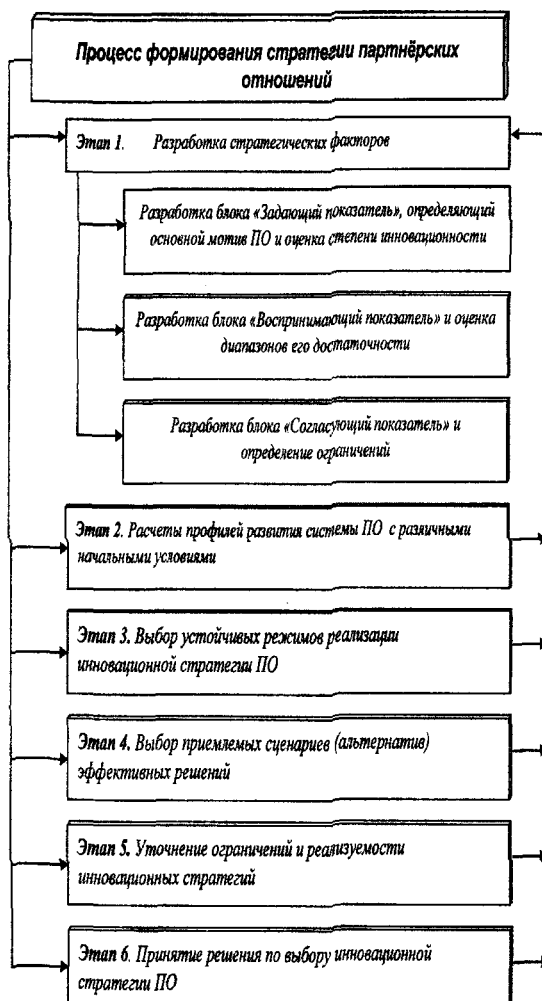 Процесс формирования стратегии партнёрских
отношений
Этап 1. Разработка стратегических факторов
Разработка блока «Задающий показатель», определяющий
основной мотив ПО и оценка степени инновационности
Разработка блока «Воспринимающий показатель» и оценка
диапазонов его достаточности
Разработка блока «Согласующий показатель» и
определение ограничений
Этап 2. Расчеты профилей развития системы ПО с различными
начальными условиями
Этап 3. Выбор устойчивых режимов реализации
инновационной стратегии ПО
Этап 4. Выбор приемлемых сценариев (альтернатив)
эффективных решений
Этап 5. Уточнение ограничений и реализуемости
инновационных стратегий
Этап 6. Принятие решения по выбору инновационной
стратегии ПО